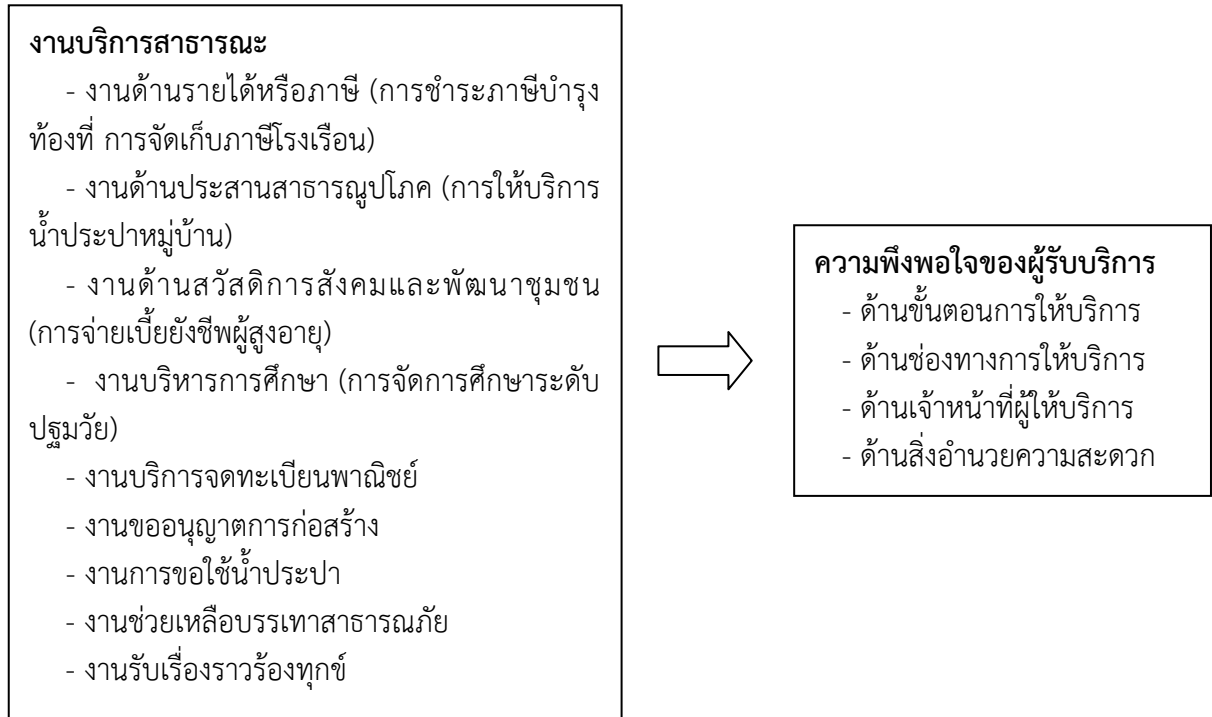 งานบริการสาธารณะ
- งานด้านรายได้หรือภาษี (การชำระภาษีบำรุง
ท้องที่ การจัดเก็บภาษีโรงเรือน)
- งานด้านประสานสาธารณูปโภค (การให้บริการ
น้ำประปาหมู่บ้าน)
- งานด้านสวัสดิการสังคมและพัฒนาชุมชน
(การจ่ายเบี้ยยังชีพผู้สูงอายุ)
- งานบริหารการศึกษา (การจัดการศึกษาระดับ
ปฐมวัย)
- งานบริการจดทะเบียนพาณิชย์
- งานขออนุญาตการก่อสร้าง
- งานการขอใช้น้ำประปา
- งานช่วยเหลือบรรเทาสาธารณภัย
- งานรับเรื่องราวร้องทุกข์
ความพึงพอใจของผู้รับบริการ
- ด้านขั้นตอนการให้บริการ
- ด้านช่องทางการให้บริการ
- ด้านเจ้าหน้าที่ผู้ให้บริการ
- ด้านสิ่งอำนวยความสะดวก